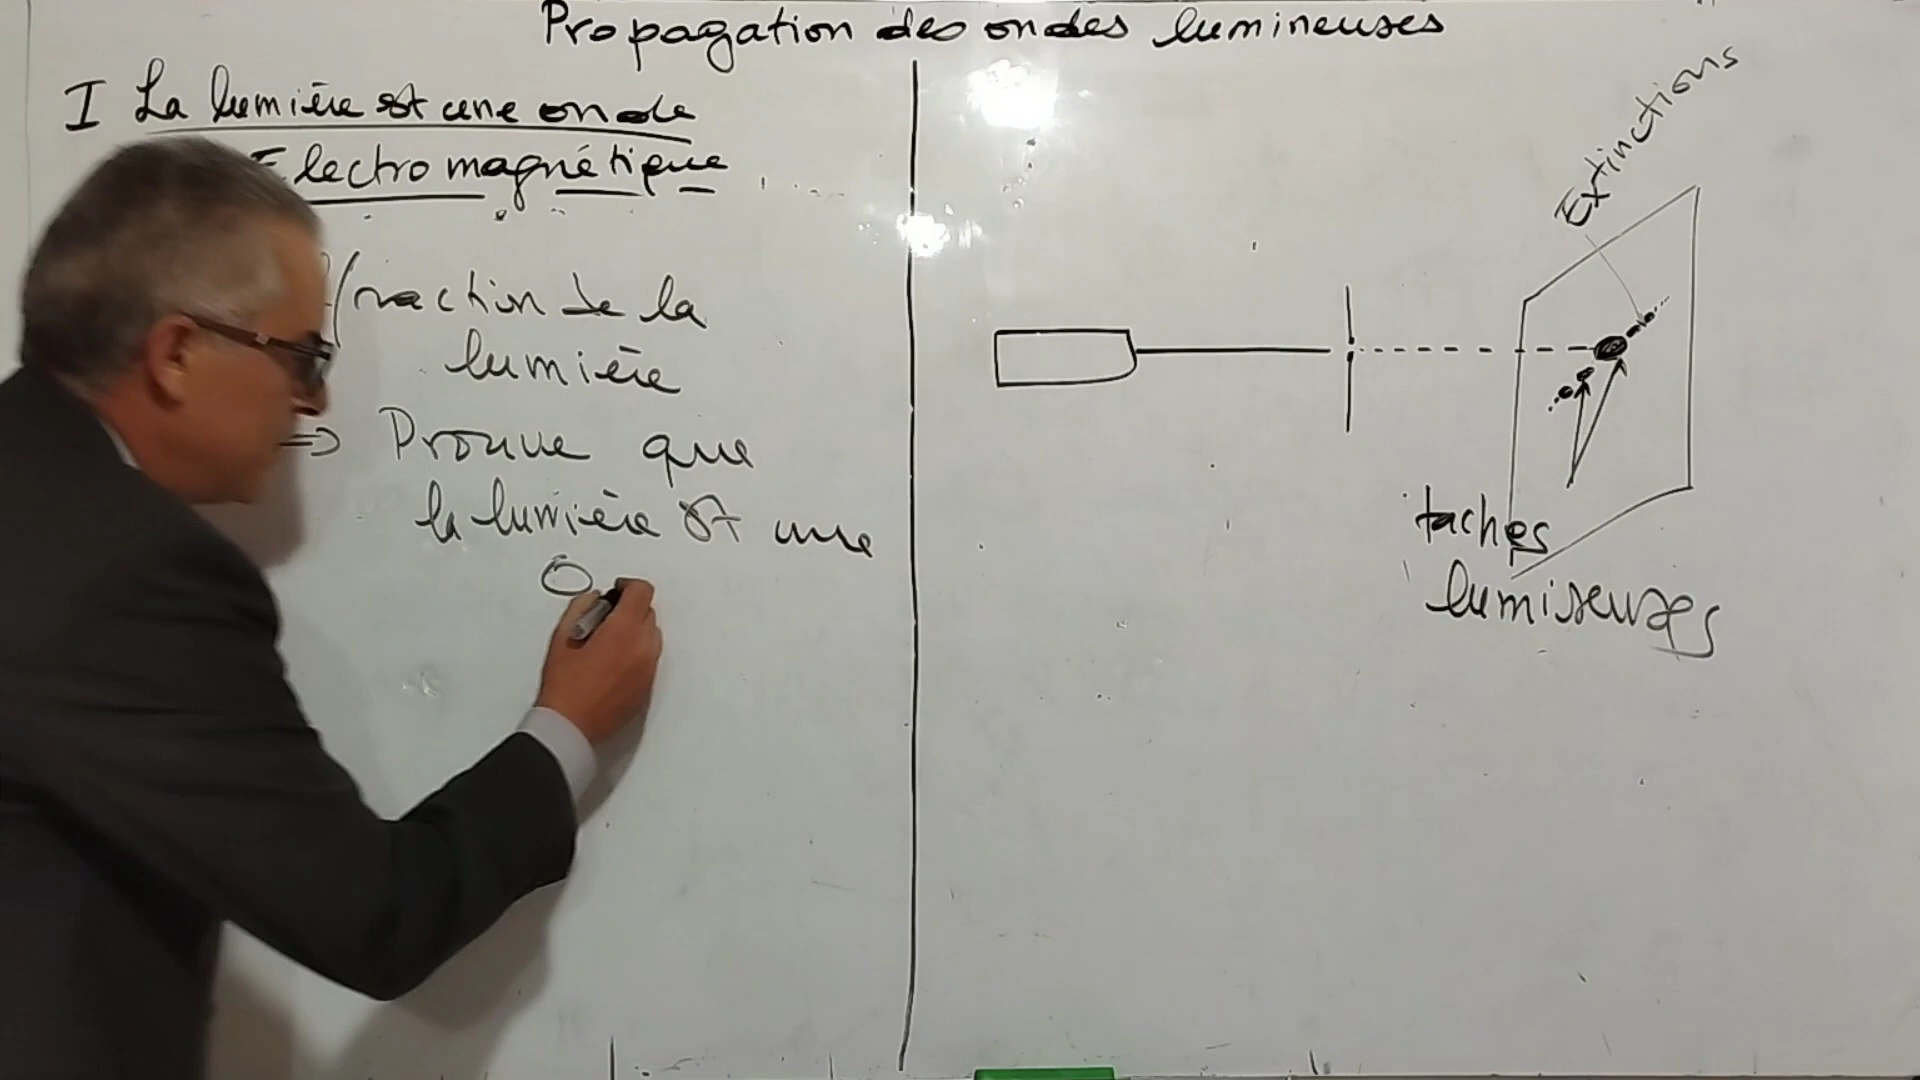 Propagation des ondes lumineuses
I La lumière est une onde
Electromagnétique
ffraction de la
lumière
=> Prouve que
la lumière est une
O
Extinctions
taches
lumineuses